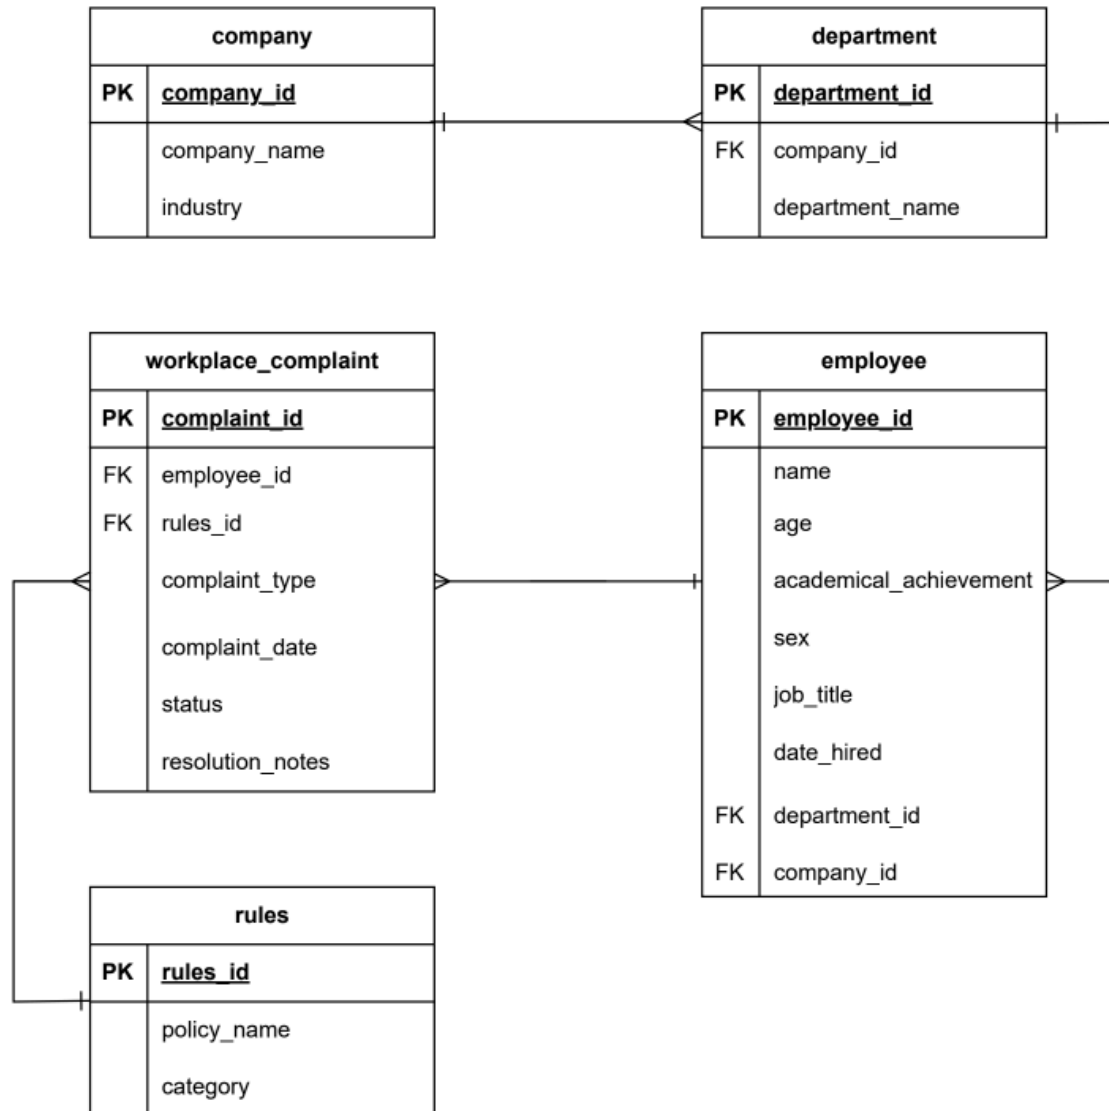 company
PK company_id
company_name
industry
department
PK department_id
FK company_id
department_name
workplace_complaint
PK complaint_id
FK employee_id
FK rules_id
complaint_type
complaint_date
status
resolution_notes
employee
PK employee_id
name
age
academical_achievement
sex
job_title
date_hired
FK department_id
FK company_id
rules
PK rules_id
policy_name
category